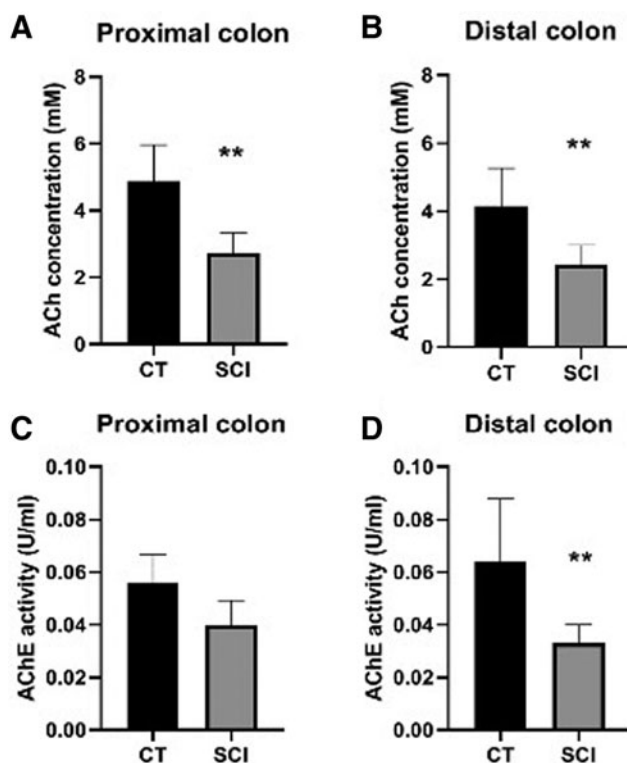 A
Proximal colon
ACh concentration (mM)
8
6
4
2
0
**
CT
SCI
B
Distal colon
ACh concentration (mM)
8
6
4
2
0
**
CT
SCI
C
Proximal colon
AChE activity (U/ml)
0.10
0.08
0.06
0.04
0.02
0.00
CT
SCI
D
Distal colon
AChE activity (U/ml)
0.10
0.08
0.06
0.04
0.02
0.00
**
CT
SCI